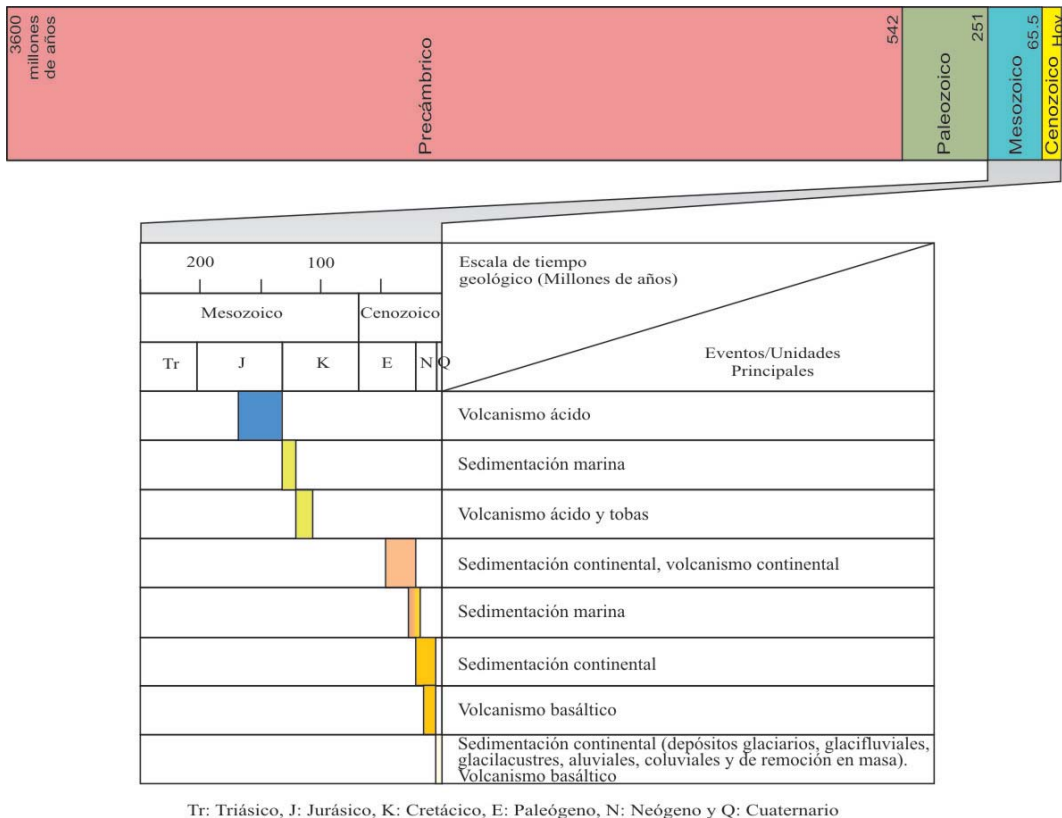 3600
millones
de años
Precámbrico
542
Paleozoico
251
Mesozoico
65.5
Cenozoico
Hoy
200
100
Escala de tiempo
geológico (Millones de años)
Mesozoico
Cenozoico
Eventos/Unidades
Principales
Tr
J
K
E
N
Q
Volcanismo ácido
Sedimentación marina
Volcanismo ácido y tobas
Sedimentación continental, volcanismo continental
Sedimentación marina
Sedimentación continental
Volcanismo basáltico
Sedimentación continental (depósitos glaciarios, glacifluviales,
glacilacustres, aluviales, coluviales y de remoción en masa).
Volcanismo basáltico
Tr: Triásico, J: Jurásico, K: Cretácico, E: Paleógeno, N: Neógeno y Q: Cuaternario